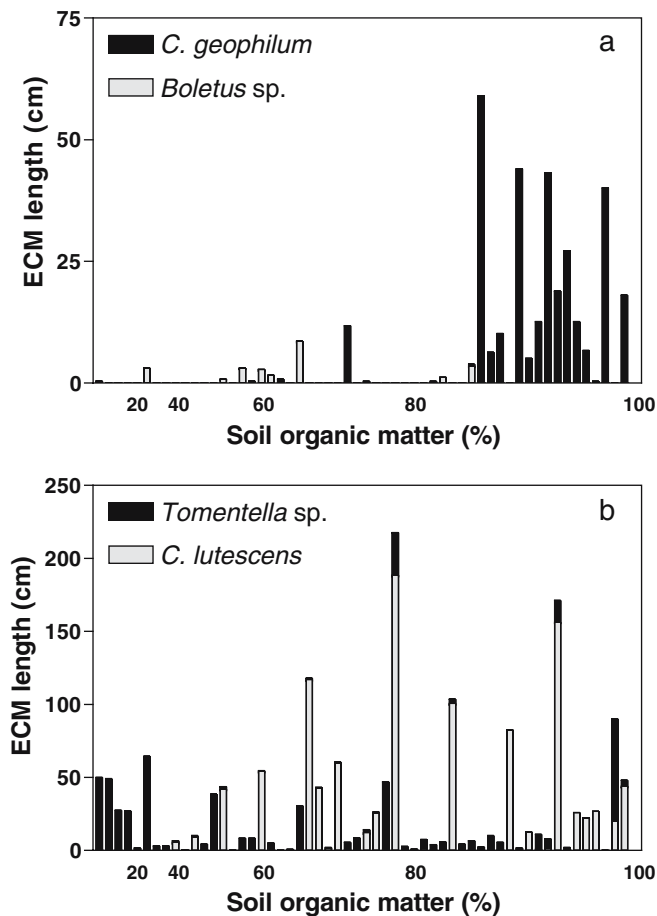 75
a
C. geophilum
Boletus sp.
50
25
0
ECM length (cm)
20 40 60 80 100
Soil organic matter (%)
250
b
Tomentella sp.
C. lutescens
200
150
100
50
0
ECM length (cm)
20 40 60 80 100
Soil organic matter (%)